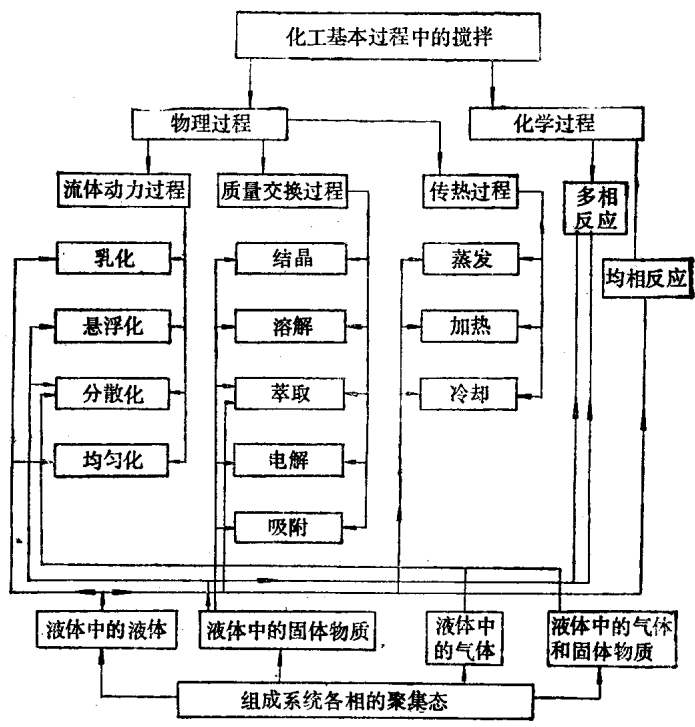 化工基本过程中的搅拌
物理过程
化学过程
流体动力过程
质量交换过程
传热过程
多相
反应
乳化
结晶
蒸发
均相反应
悬浮化
溶解
加热
分散化
萃取
冷却
均匀化
电解
吸附
液体中的液体
液体中的固体物质
液体中
的气体
液体中的气体
和固体物质
组成系统各相的聚集态